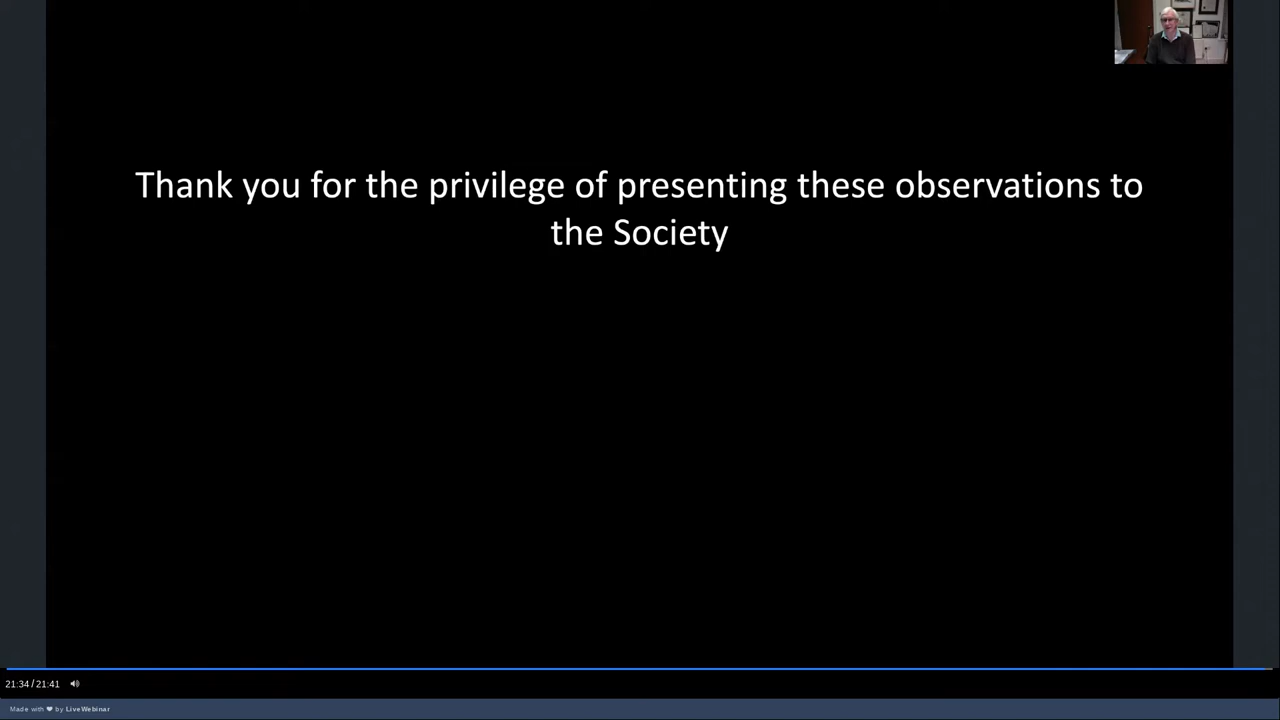 Thank you for the privilege of presenting these observations to
the Society
21:34 / 21:41
Made with ❤ by LiveWebinar